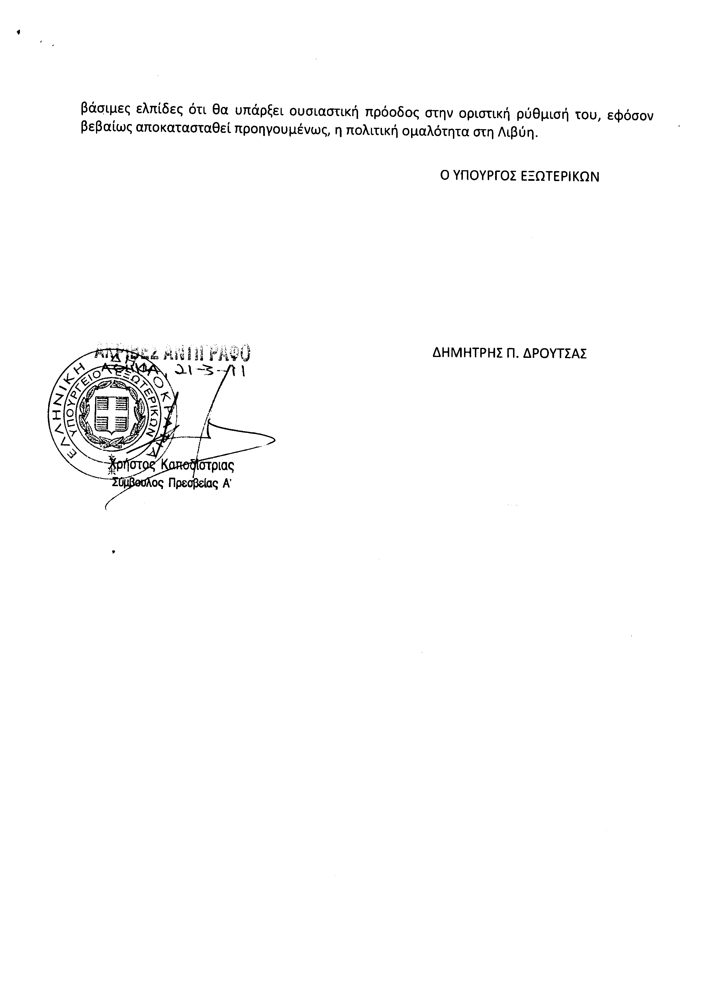 βάσιμες ελπίδες ότι θα υπάρξει ουσιαστική πρόοδος στην οριστική ρύθμισή του, εφόσον
βεβαίως αποκατασταθεί προηγουμένως, η πολιτική ομαλότητα στη Λιβύη.
Ο ΥΠΟΥΡΓΟΣ ΕΞΩΤΕΡΙΚΩΝ
ΔΗΜΗΤΡΗΣ Π. ΔΡΟΥΤΣΑΣ
ΑΚΡΙΒΕΣ ΑΝΤΙΓΡΑΦΟ
ΑΘΗΝΑ, 21-3-11
ΕΛΛΗΝΙΚΗ ΔΗΜΟΚΡΑΤΙΑ
ΥΠΟΥΡΓΕΙΟ ΕΞΩΤΕΡΙΚΩΝ
Χρήστος Καποδίστριας
Σύμβουλος Πρεσβείας Α'